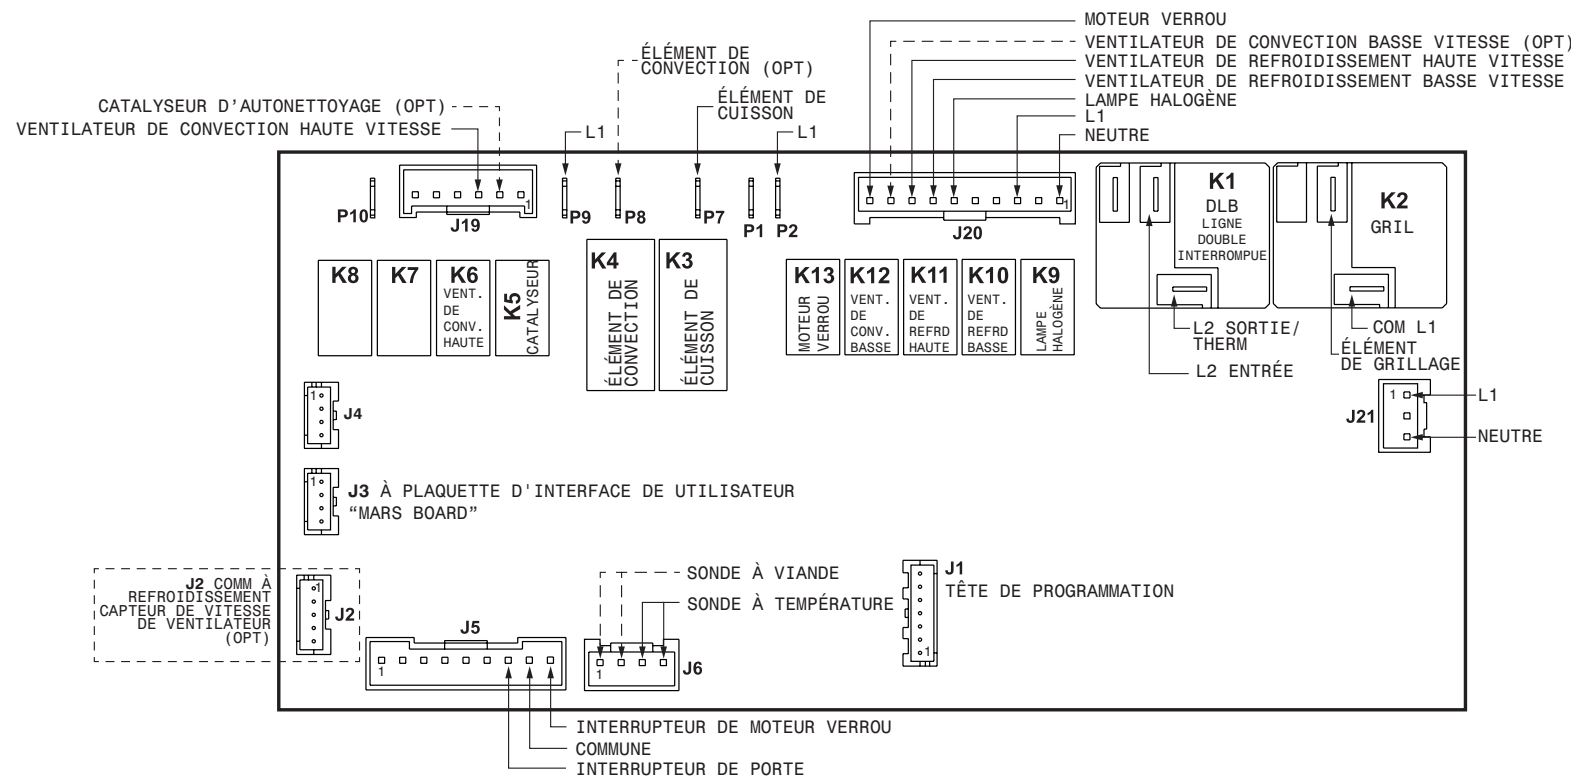 MOTEUR VERROU
VENTILATEUR DE CONVECTION BASSE VITESSE (OPT)
VENTILATEUR DE REFROIDISSEMENT HAUTE VITESSE
VENTILATEUR DE REFROIDISSEMENT BASSE VITESSE
LAMPE HALOGÈNE
L1
NEUTRE
ÉLÉMENT DE
CONVECTION (OPT)
ÉLÉMENT DE
CUISSON
CATALYSEUR D'AUTONETTOYAGE (OPT)
VENTILATEUR DE CONVECTION HAUTE VITESSE
L1
L1
P10
1
J19
P9
P8
P7
P1
P2
1
J20
K1
DLB
LIGNE
DOUBLE
INTERROMPUE
K2
GRIL
K8
K7
K6
VENT.
DE
CONV.
HAUTE
K5
CATALYSEUR
K4
ÉLÉMENT DE
CONVECTION
K3
ÉLÉMENT DE
CUISSON
K13
MOTEUR
VERROU
K12
VENT.
DE
CONV.
BASSE
K11
VENT.
DE
REFRD
HAUTE
K10
VENT.
DE
REFRD
BASSE
K9
LAMPE
HALOGÈNE
L2 SORTIE/
THERM
L2 ENTRÉE
COM L1
ÉLÉMENT
DE GRILLAGE
1
J4
1
J21
L1
NEUTRE
1
J3 À PLAQUETTE D'INTERFACE DE UTILISATEUR
“MARS BOARD”
J2 COMM À
REFROIDISSEMENT
CAPTEUR DE VITESSE
DE VENTILATEUR
(OPT)
1
J2
J5
1
SONDE À VIANDE
SONDE À TEMPÉRATURE
1
J6
J1
TÊTE DE PROGRAMMATION
1
INTERRUPTEUR DE MOTEUR VERROU
COMMUNE
INTERRUPTEUR DE PORTE